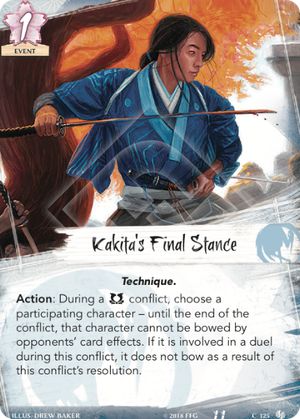 1
EVENT
Kakita's Final Stance
Technique.
Action: During a conflict, choose a
participating character – until the end of the
conflict, that character cannot be bowed by
opponents' card effects. If it is involved in a duel
during this conflict, it does not bow as a result of
this conflict's resolution.
ILLUS: DREW BAKER © 2018 FFG 11 C 125